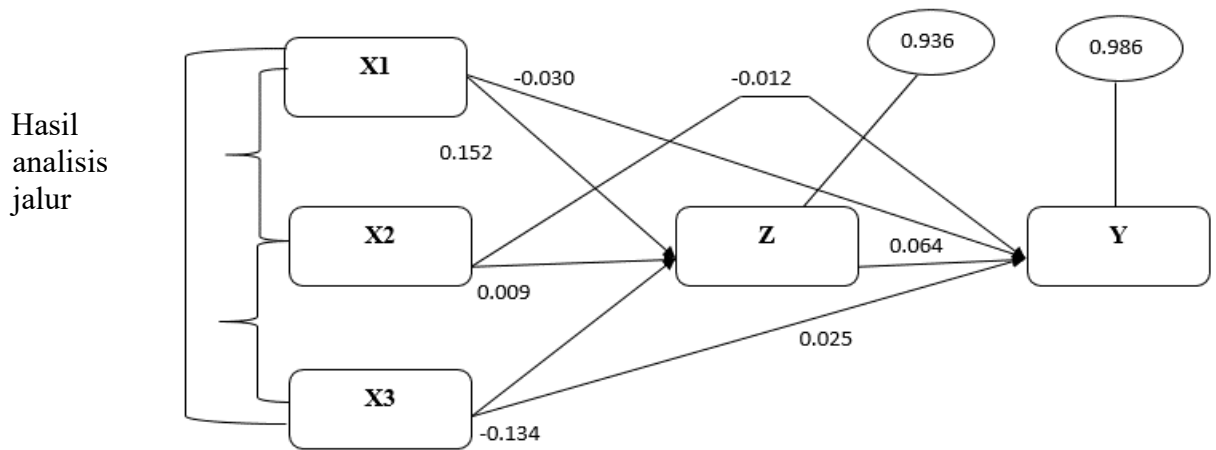 Hasil
analisis
jalur
X1
X2
X3
-0.030
0.152
-0.012
0.009
-0.134
Z
0.936
0.064
0.025
0.986
Y